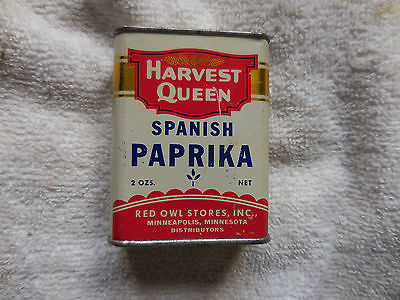 HARVEST
QUEEN
SPANISH
PAPRIKA
2 OZS. NET
RED OWL STORES, INC.,
MINNEAPOLIS, MINNESOTA
DISTRIBUTORS